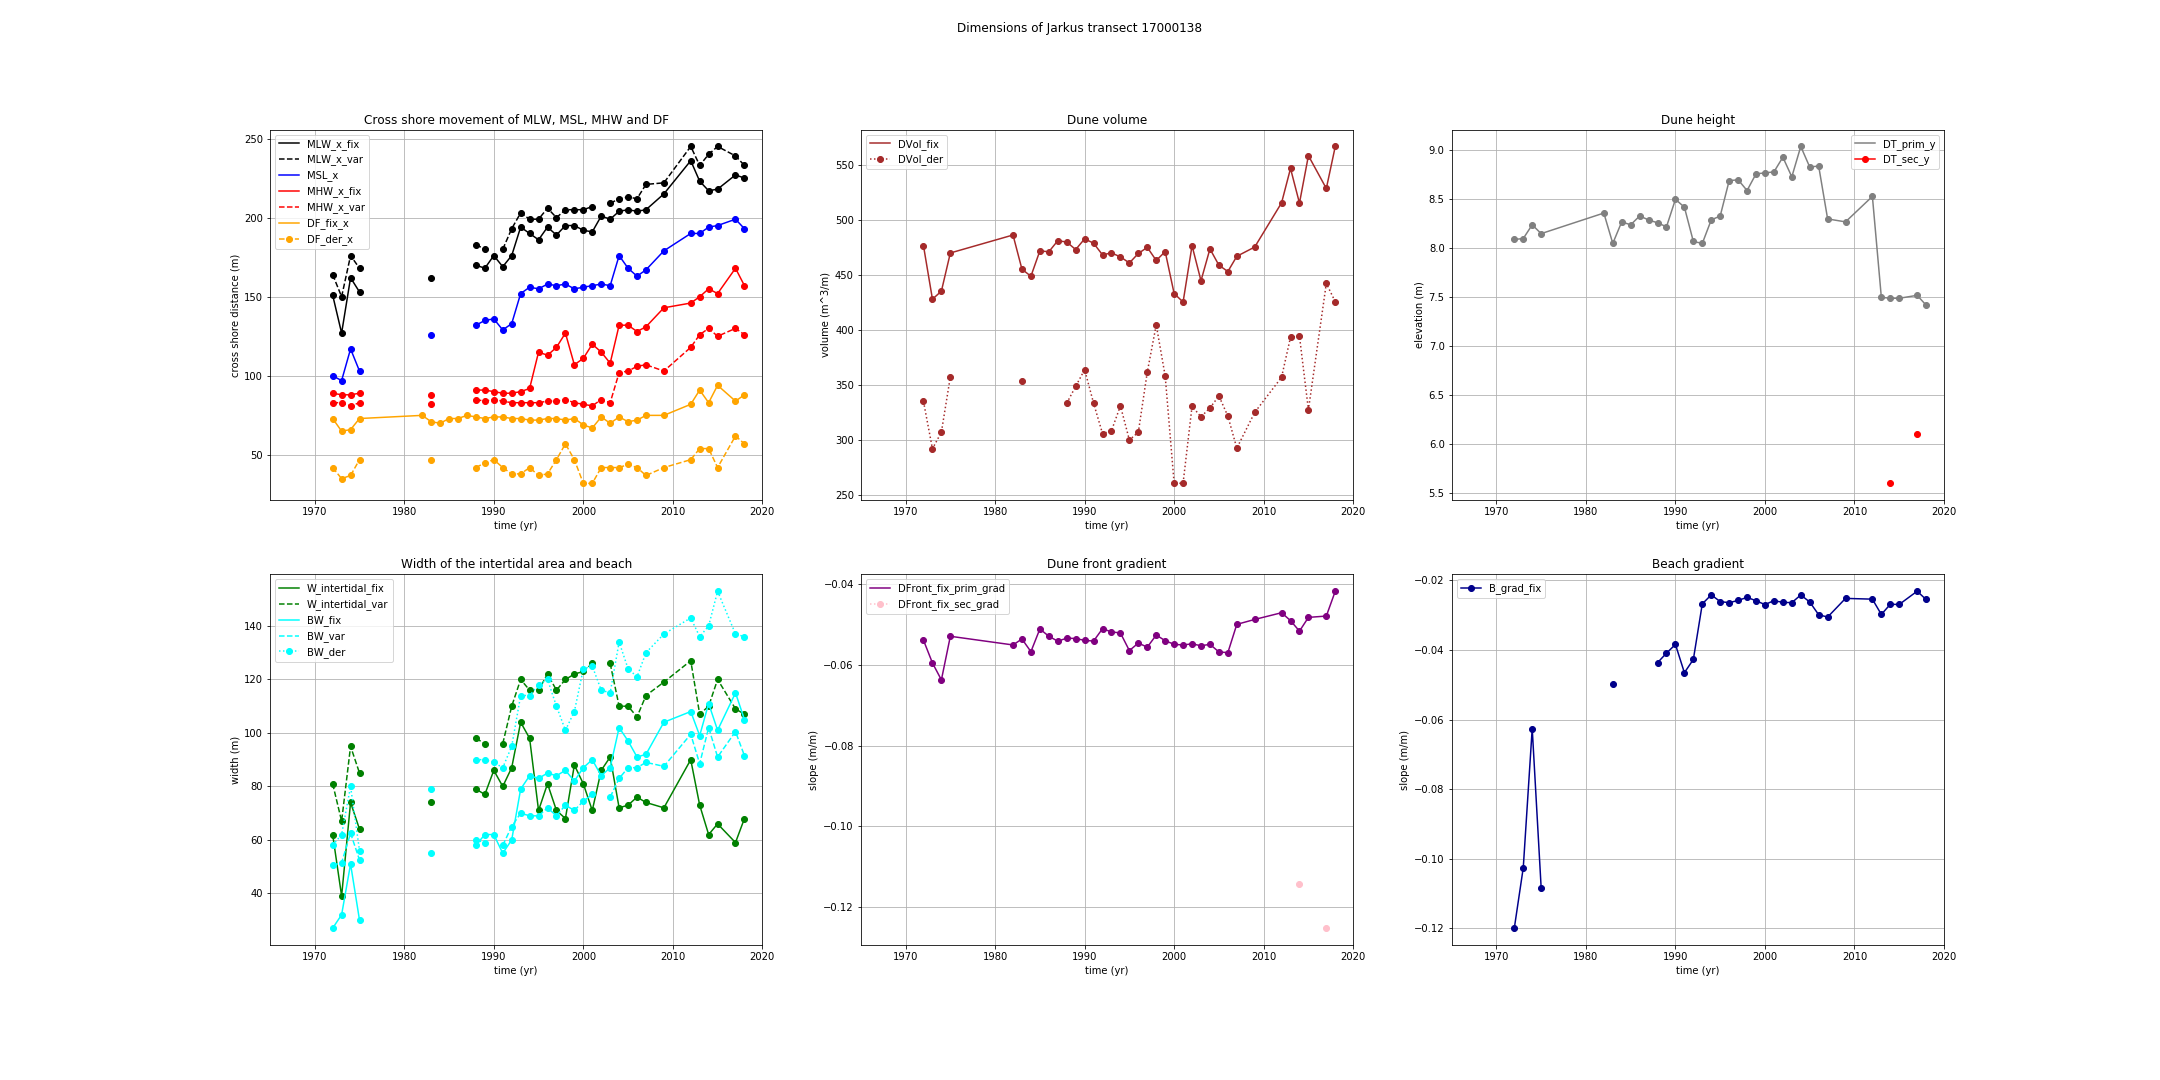 Dimensions of Jarkus transect 17000138
Cross shore movement of MLW, MSL, MHW and DF
cross shore distance (m)
250
200
150
100
50
MLW_x_fix
MLW_x_var
MSL_x
MHW_x_fix
MHW_x_var
DF_fix_x
DF_der_x
1970 1980 1990 2000 2010 2020
time (yr)
Dune volume
volume (m^3/m)
550
500
450
400
350
300
250
DVol_fix
DVol_der
1970 1980 1990 2000 2010 2020
time (yr)
Dune height
elevation (m)
9.0
8.5
8.0
7.5
7.0
6.5
6.0
5.5
DT_prim_y
DT_sec_y
1970 1980 1990 2000 2010 2020
time (yr)
Width of the intertidal area and beach
width (m)
140
120
100
80
60
40
W_intertidal_fix
W_intertidal_var
BW_fix
BW_var
BW_der
1970 1980 1990 2000 2010 2020
time (yr)
Dune front gradient
slope (m/m)
−0.04
−0.06
−0.08
−0.10
−0.12
DFront_fix_prim_grad
DFront_fix_sec_grad
1970 1980 1990 2000 2010 2020
time (yr)
Beach gradient
slope (m/m)
−0.02
−0.04
−0.06
−0.08
−0.10
−0.12
B_grad_fix
1970 1980 1990 2000 2010 2020
time (yr)